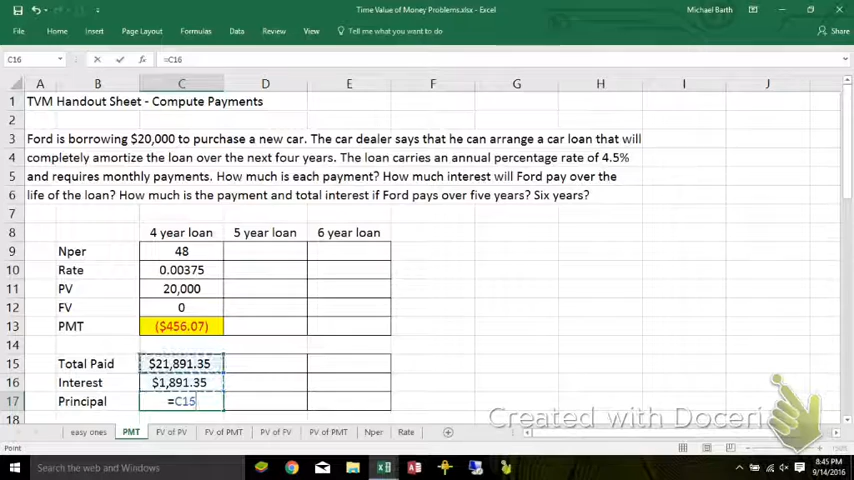 Time Value of Money Problems.xlsx - Excel
Michael Barth
File Home Insert Page Layout Formulas Data Review View Tell me what you want to do Share
C16 =C16
A B C D E F G H I J
1 TVM Handout Sheet - Compute Payments
2
3 Ford is borrowing $20,000 to purchase a new car. The car dealer says that he can arrange a car loan that will
4 completely amortize the loan over the next four years. The loan carries an annual percentage rate of 4.5%
5 and requires monthly payments. How much is each payment? How much interest will Ford pay over the
6 life of the loan? How much is the payment and total interest if Ford pays over five years? Six years?
7
8 4 year loan 5 year loan 6 year loan
9 Nper 48
10 Rate 0.00375
11 PV 20,000
12 FV 0
13 PMT ($456.07)
14
15 Total Paid $21,891.35
16 Interest $1,891.35
17 Principal =C15
18
Created with Doceri
easy ones PMT FV of PV FV of PMT PV of FV PV of PMT Nper Rate
Point
Search the web and Windows
8:45 PM
9/14/2016